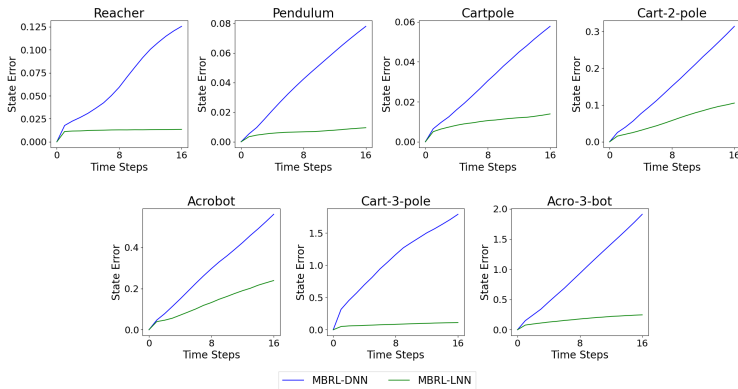 Reacher
Pendulum
Cartpole
Cart-2-pole
0.125
0.100
0.075
0.050
0.025
0.000
State Error
0 8 16
Time Steps
0.08
0.06
0.04
0.02
0.00
State Error
0 8 16
Time Steps
0.06
0.04
0.02
0.00
State Error
0 8 16
Time Steps
0.3
0.2
0.1
0.0
State Error
0 8 16
Time Steps
Acrobot
Cart-3-pole
Acro-3-bot
0.4
0.2
0.0
State Error
0 8 16
Time Steps
1.5
1.0
0.5
0.0
State Error
0 8 16
Time Steps
2.0
1.5
1.0
0.5
0.0
State Error
0 8 16
Time Steps
MBRL-DNN MBRL-LNN